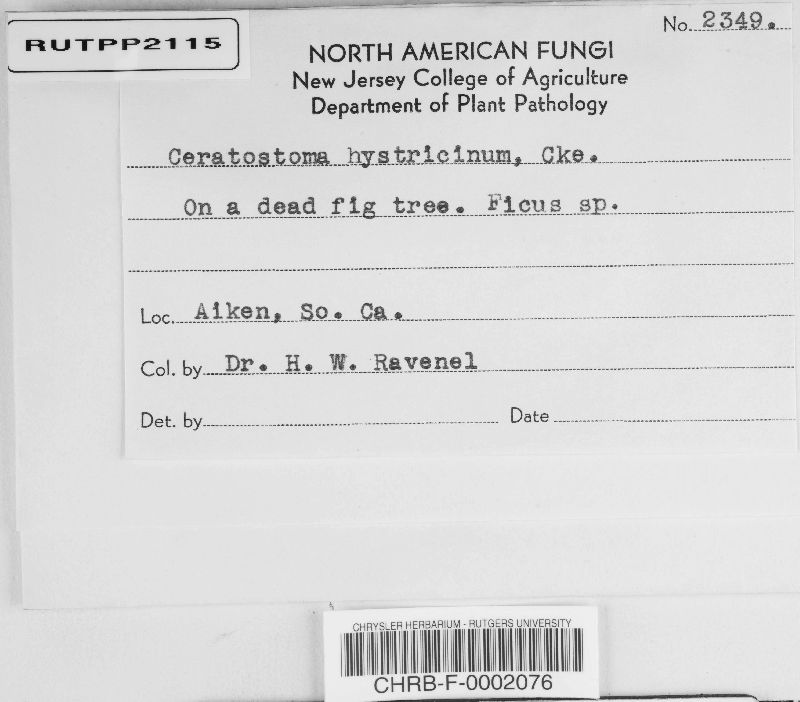 No. 2349.
RUTPP2115
NORTH AMERICAN FUNGI
New Jersey College of Agriculture
Department of Plant Pathology
Ceratostoma hystricinum, Cke.
On a dead fig tree. Ficus sp.
Loc. Aiken, So. Ca.
Col. by Dr. H. W. Ravenel
Det. by Date
CHRYSLER HERBARIUM - RUTGERS UNIVERSITY
CHRB-F-0002076